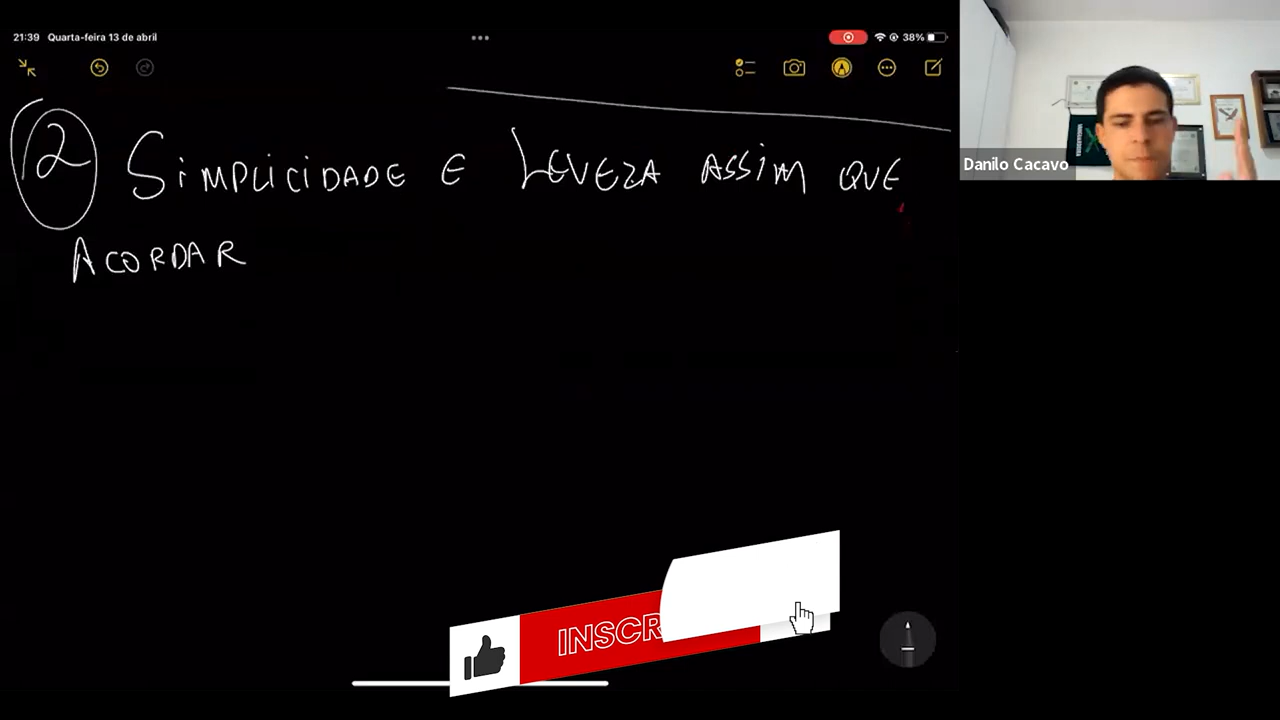 21:39 Quarta-feira 13 de abril
38%
2 SIMPLICIDADE E LEVEZA ASSIM QUE
ACORDAR
Danilo Cacavo
INSCR